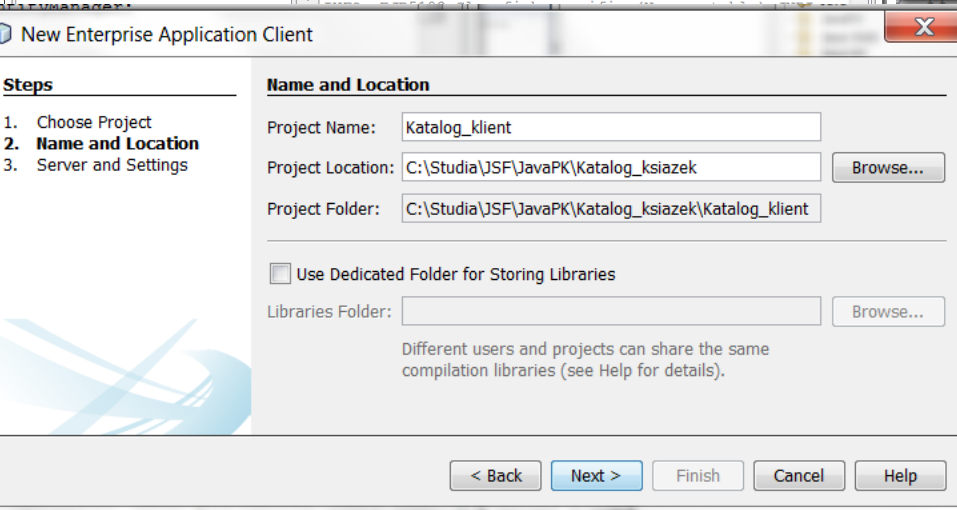 New Enterprise Application Client
Steps
1. Choose Project
2. Name and Location
3. Server and Settings
Name and Location
Project Name: Katalog_klient
Project Location: C:\Studia\JSF\JavaPK\Katalog_ksiazek Browse...
Project Folder: C:\Studia\JSF\JavaPK\Katalog_ksiazek\Katalog_klient
Use Dedicated Folder for Storing Libraries
Libraries Folder: Browse...
Different users and projects can share the same
compilation libraries (see Help for details).
< Back Next > Finish Cancel Help